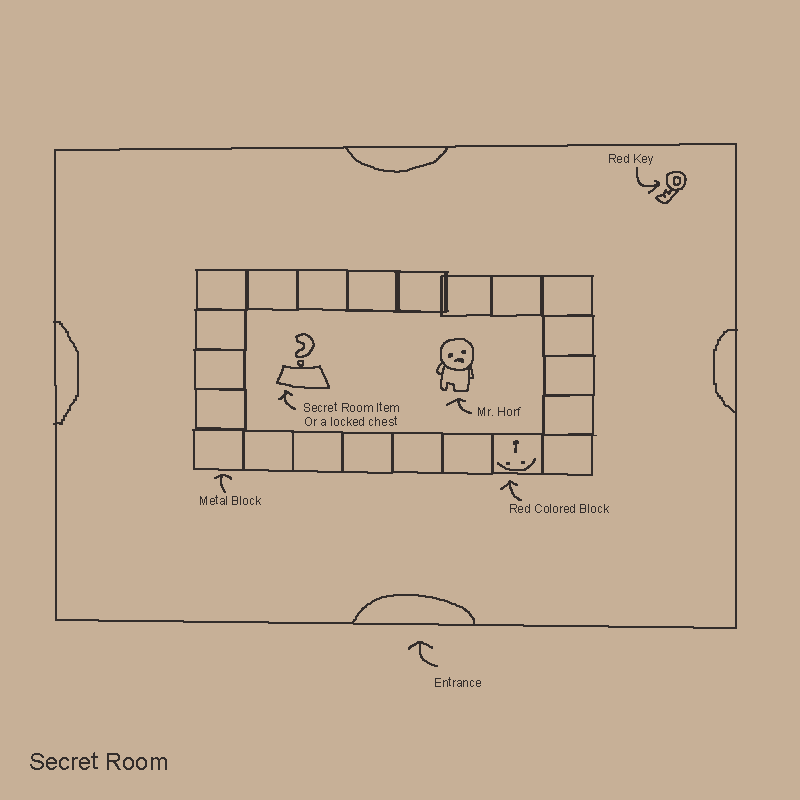 Red Key
Secret Room Item
Or a locked chest
Mr. Horf
Metal Block
Red Colored Block
Entrance
Secret Room